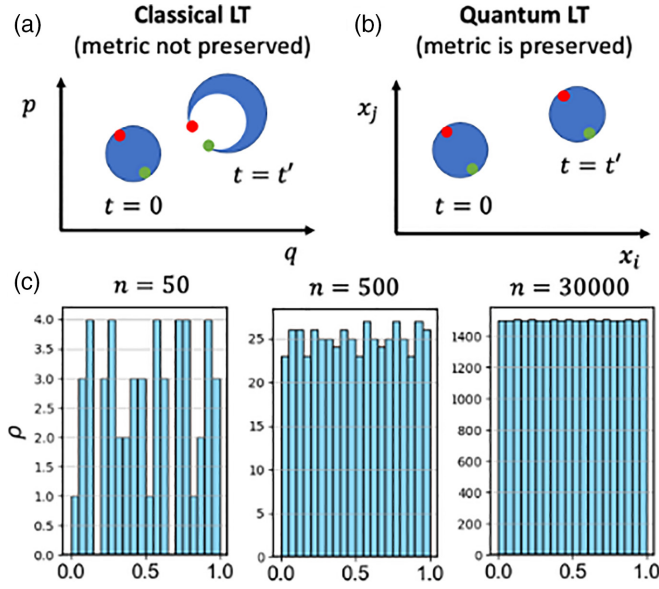 (a)
Classical LT
(metric not preserved)
p
t = 0
t = t′
q
(b)
Quantum LT
(metric is preserved)
x_j
t = 0
t = t′
x_i
(c)
n = 50
ρ
4.0
3.5
3.0
2.5
2.0
1.5
1.0
0.5
0.0
0.0 0.5 1.0
n = 500
25
20
15
10
5
0
0.0 0.5 1.0
n = 30000
1400
1200
1000
800
600
400
200
0
0.0 0.5 1.0